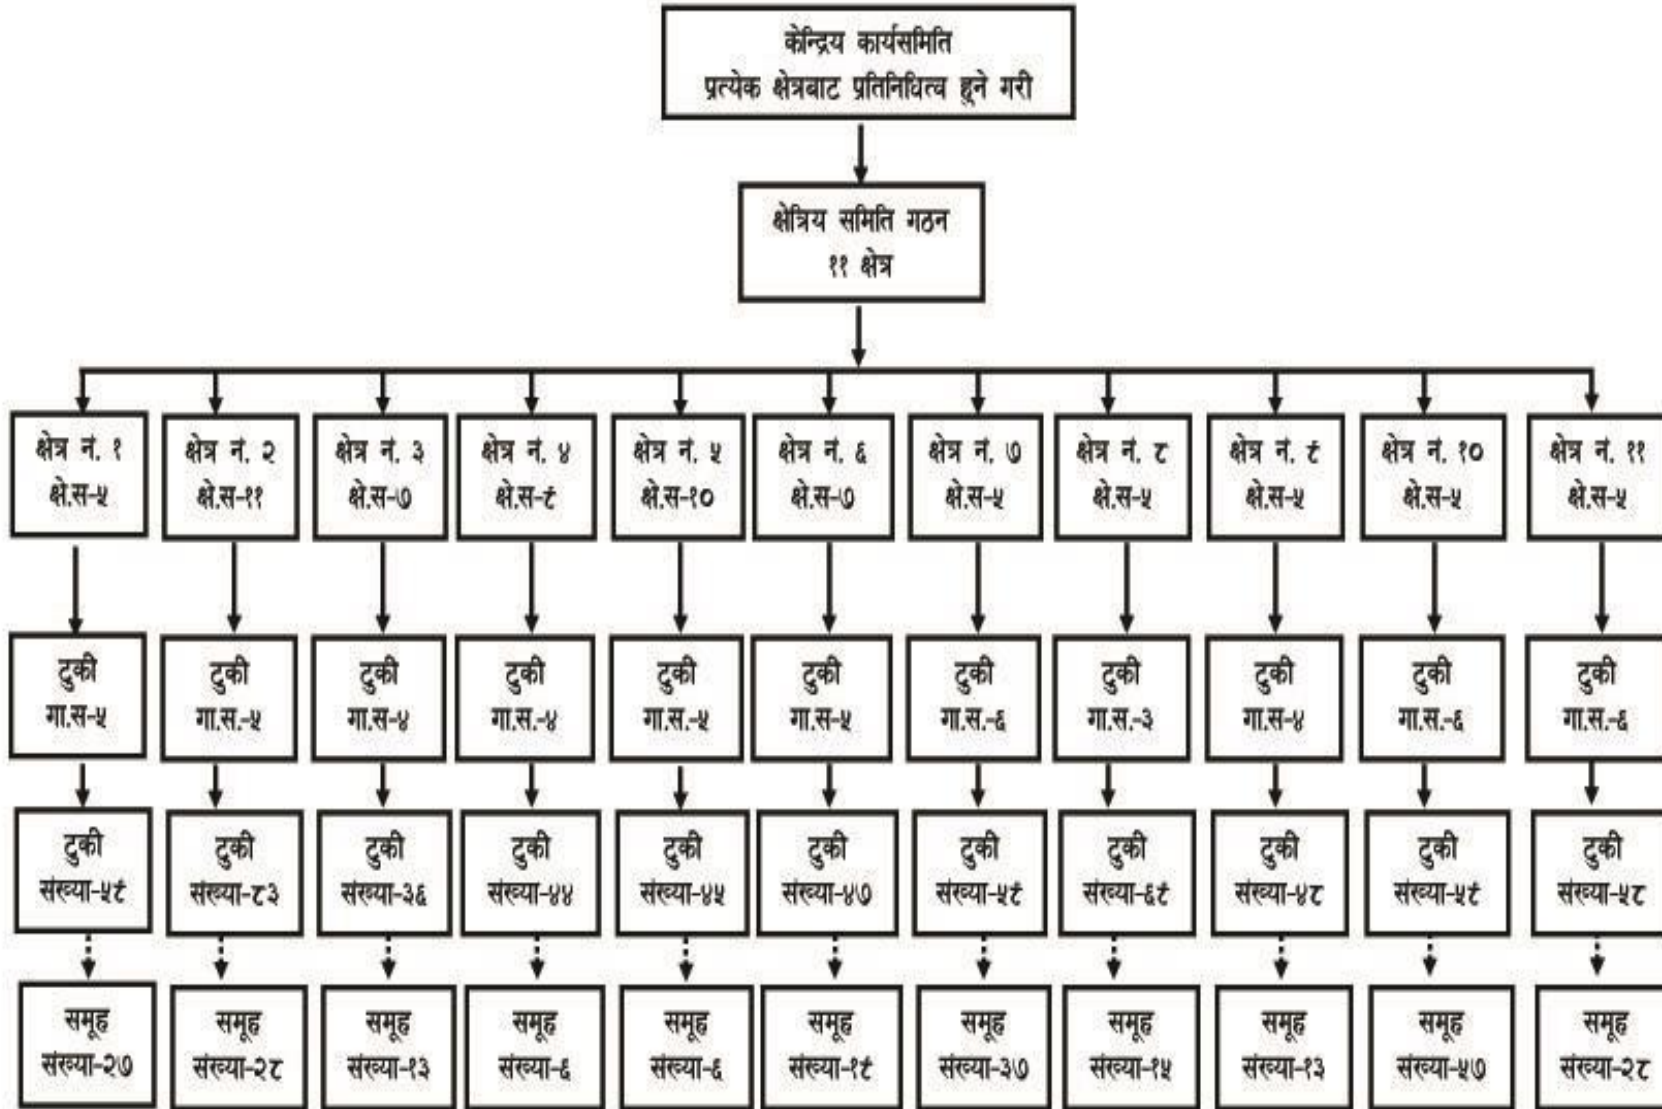 केन्द्रिय कार्यसमिति
प्रत्येक क्षेत्रबाट प्रतिनिधित्व हुने गरी
क्षेत्रिय समिति गठन
११ क्षेत्र
क्षेत्र नं. १
क्षे.स-५
क्षेत्र नं. २
क्षे.स-११
क्षेत्र नं. ३
क्षे.स-७
क्षेत्र नं. ४
क्षे.स-९
क्षेत्र नं. ५
क्षे.स-१०
क्षेत्र नं. ६
क्षे.स-७
क्षेत्र नं. ७
क्षे.स-५
क्षेत्र नं. ८
क्षे.स-५
क्षेत्र नं. ९
क्षे.स-५
क्षेत्र नं. १०
क्षे.स-५
क्षेत्र नं. ११
क्षे.स-५
टुकी
गा.स-५
टुकी
गा.स.-५
टुकी
गा.स-४
टुकी
गा.स.-४
टुकी
गा.स.-५
टुकी
गा.स-५
टुकी
गा.स.-६
टुकी
गा.स.-३
टुकी
गा.स-४
टुकी
गा.स.-६
टुकी
गा.स.-६
टुकी
संख्या-५९
टुकी
संख्या-८३
टुकी
संख्या-३६
टुकी
संख्या-४४
टुकी
संख्या-४५
टुकी
संख्या-४७
टुकी
संख्या-५९
टुकी
संख्या-६९
टुकी
संख्या-४८
टुकी
संख्या-५९
टुकी
संख्या-५८
समूह
संख्या-२७
समूह
संख्या-२८
समूह
संख्या-१३
समूह
संख्या-६
समूह
संख्या-६
समूह
संख्या-१९
समूह
संख्या-३७
समूह
संख्या-१५
समूह
संख्या-१३
समूह
संख्या-५७
समूह
संख्या-२८